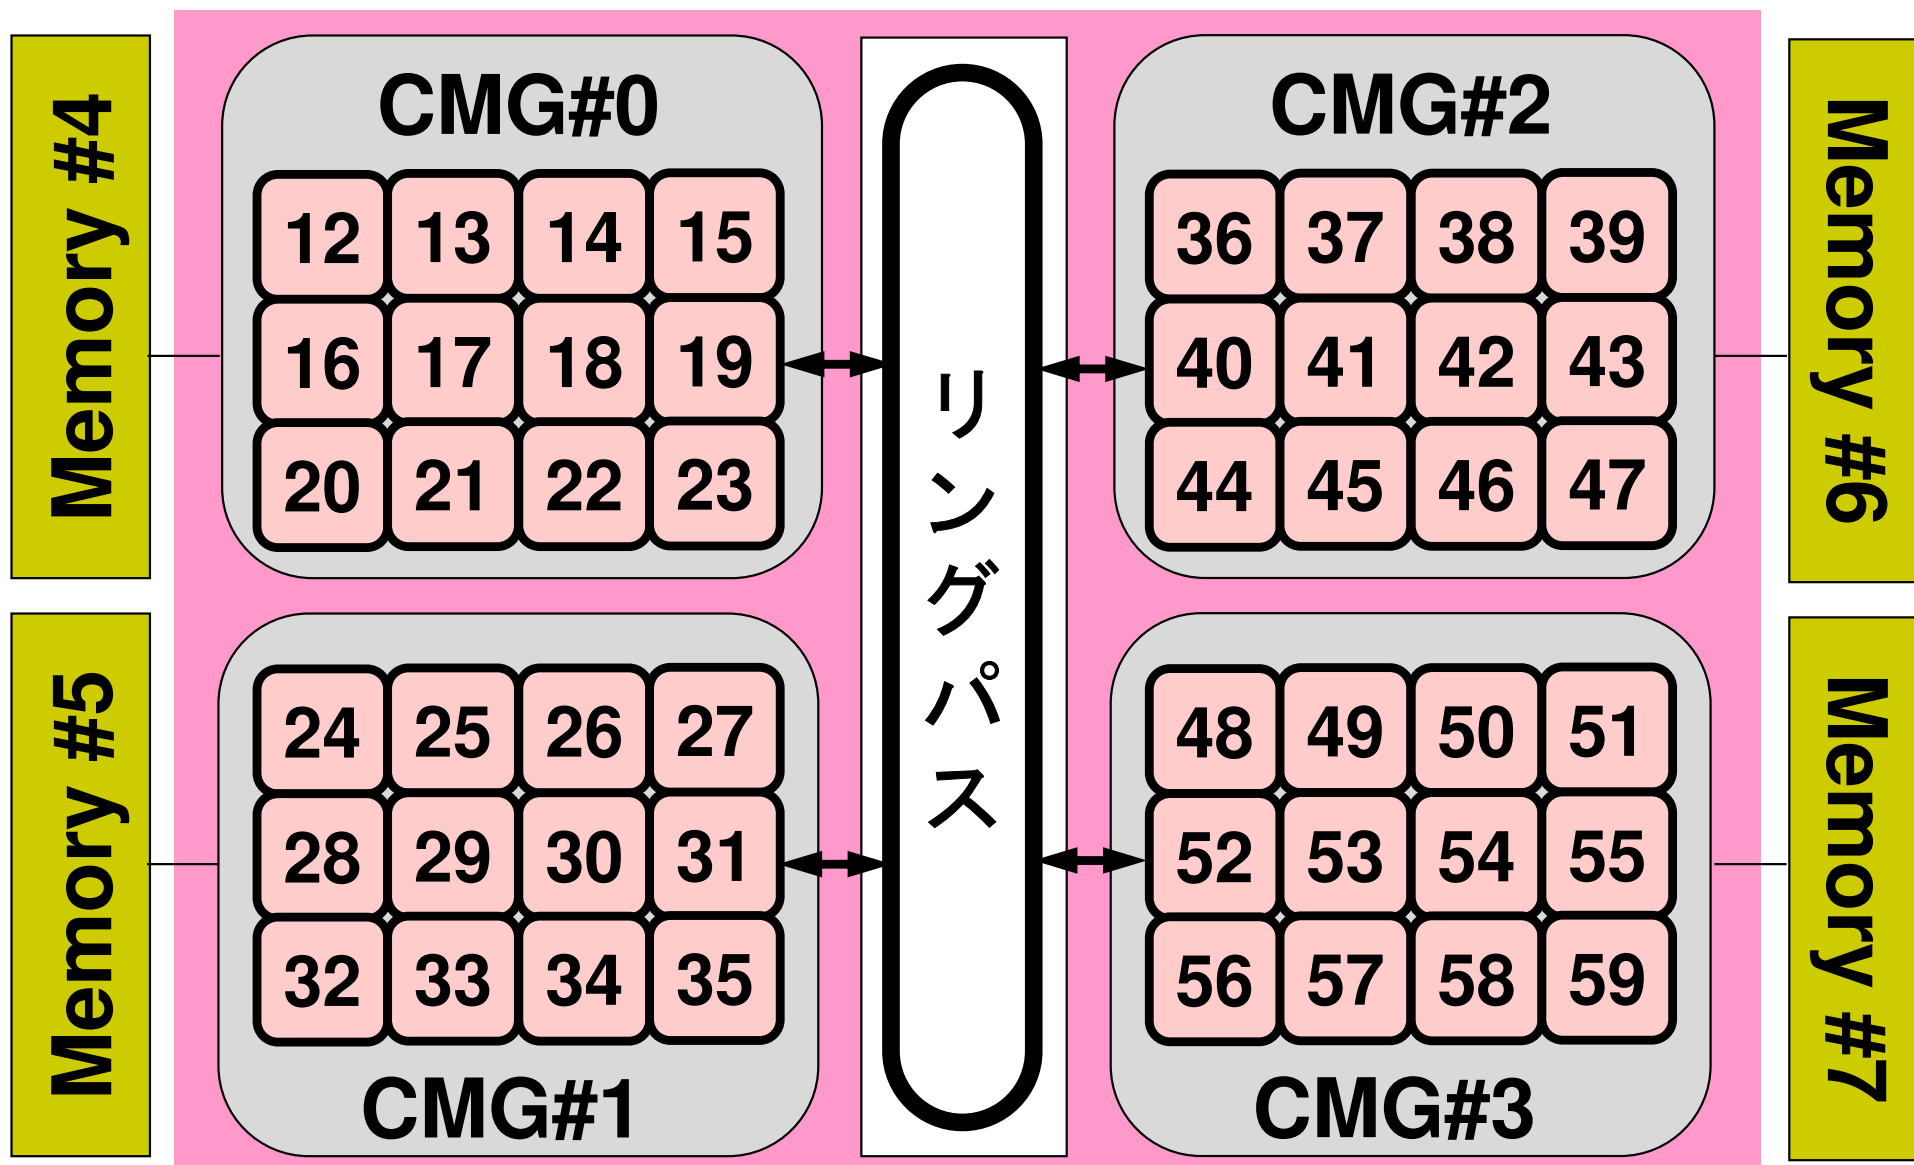 Memory #4
CMG#0
12 13 14 15
16 17 18 19
20 21 22 23
Memory #5
24 25 26 27
28 29 30 31
32 33 34 35
CMG#1
リングパス
CMG#2
36 37 38 39
40 41 42 43
44 45 46 47
Memory #6
48 49 50 51
52 53 54 55
56 57 58 59
CMG#3
Memory #7